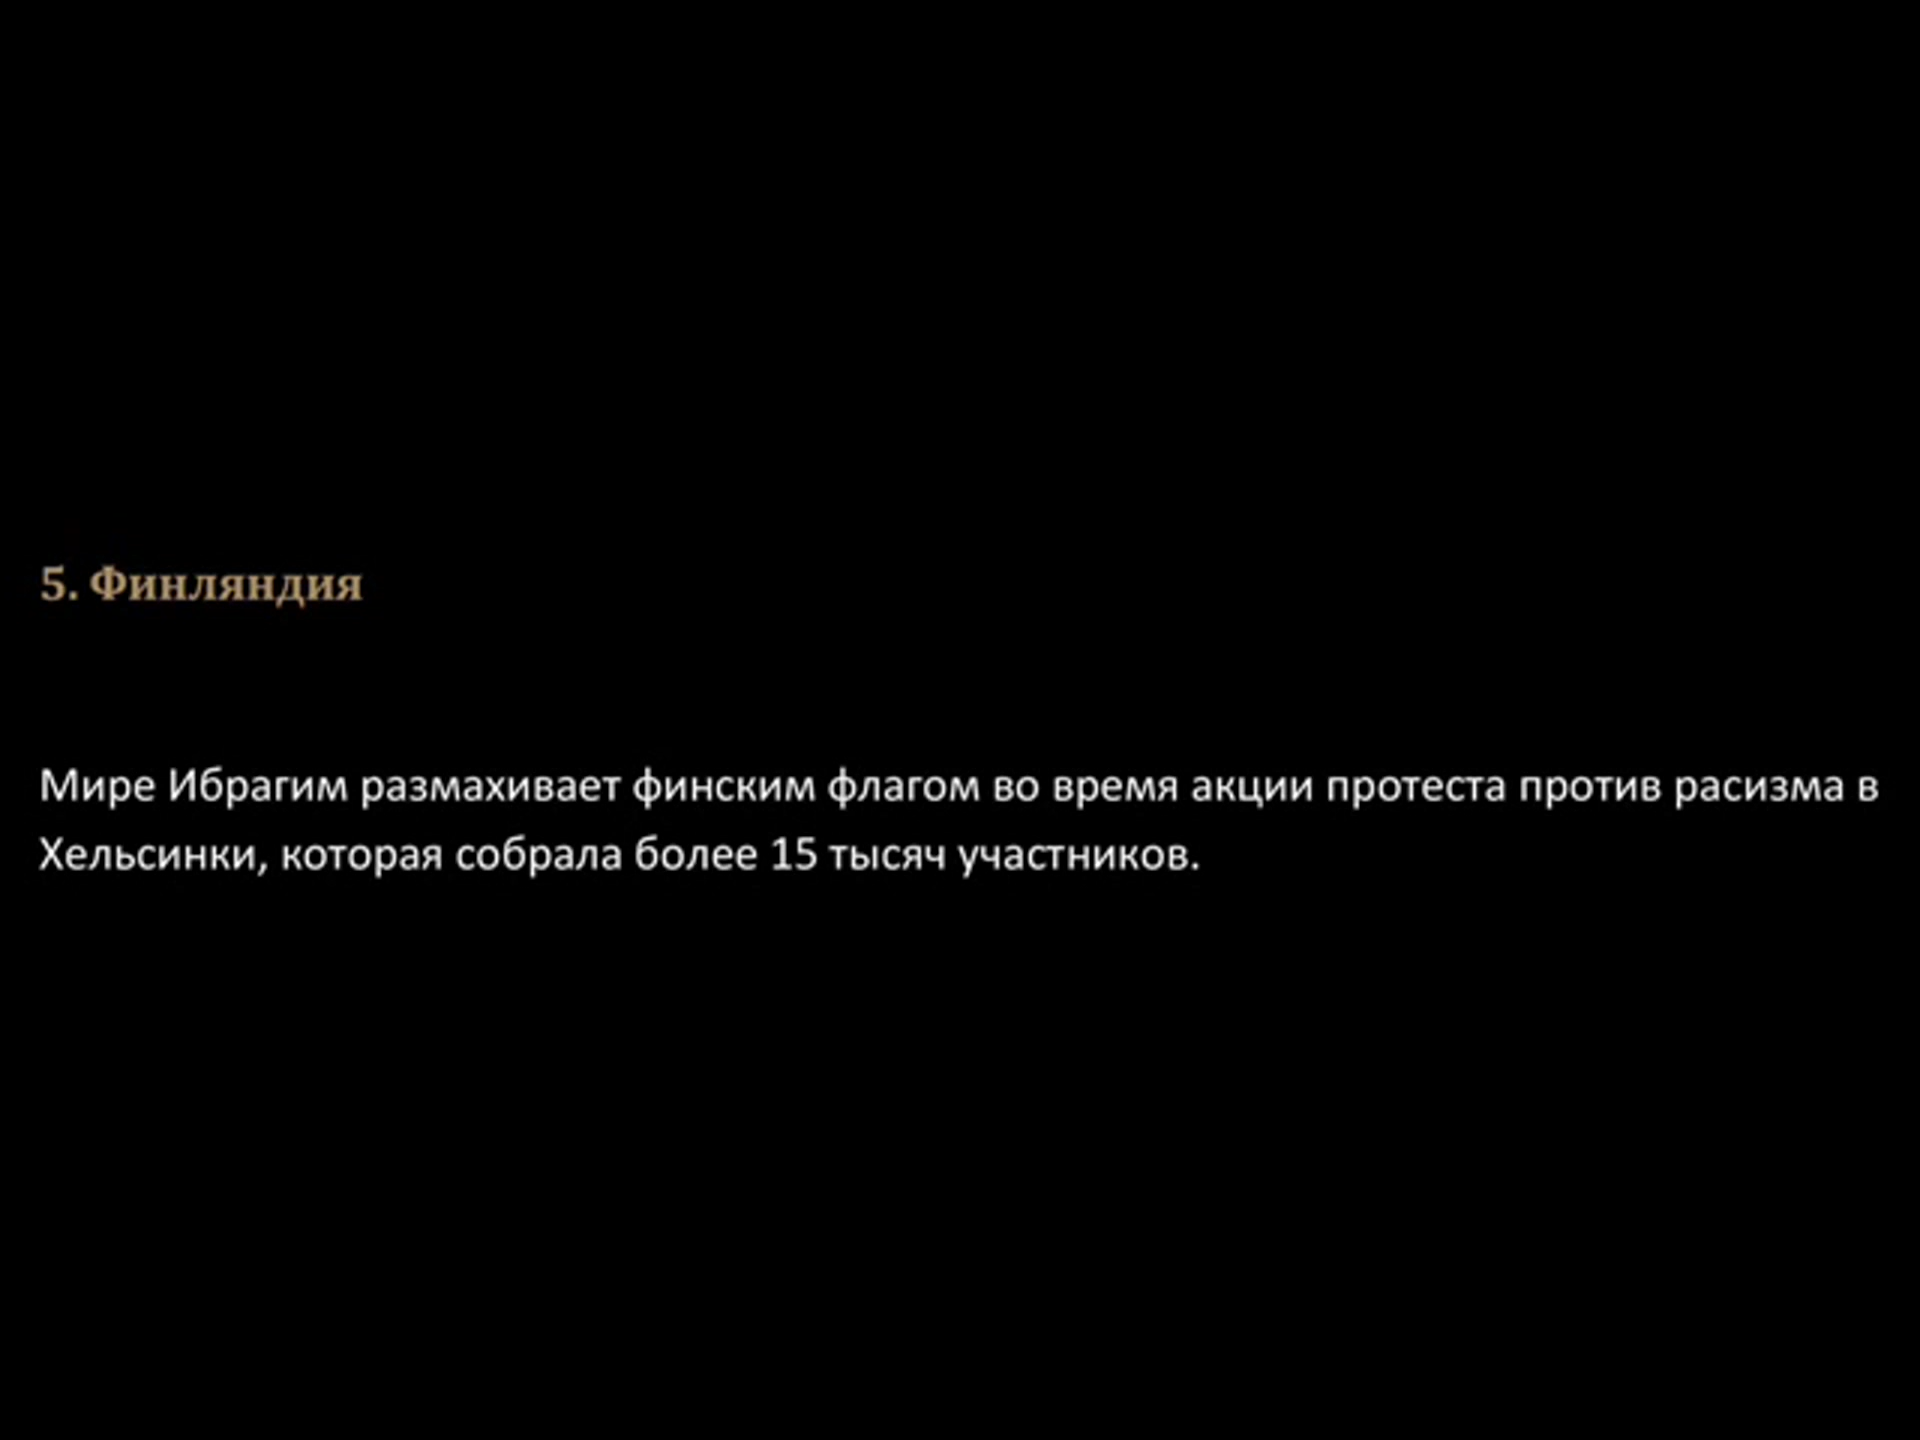 5. Финляндия
Мире Ибрагим размахивает финским флагом во время акции протеста против расизма в
Хельсинки, которая собрала более 15 тысяч участников.